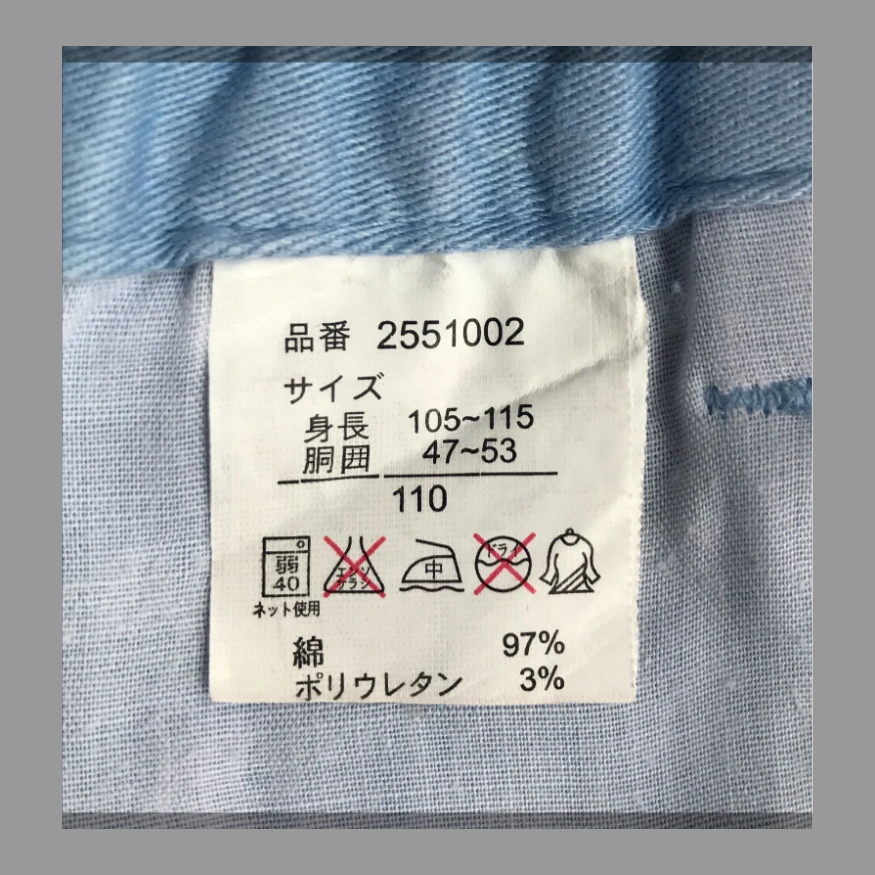 品番 2551002
サイズ
身長 105~115
胴囲 47~53
110
弱
40
エンソ
サラシ
中
ドライ
ネット使用
綿 97%
ポリウレタン 3%